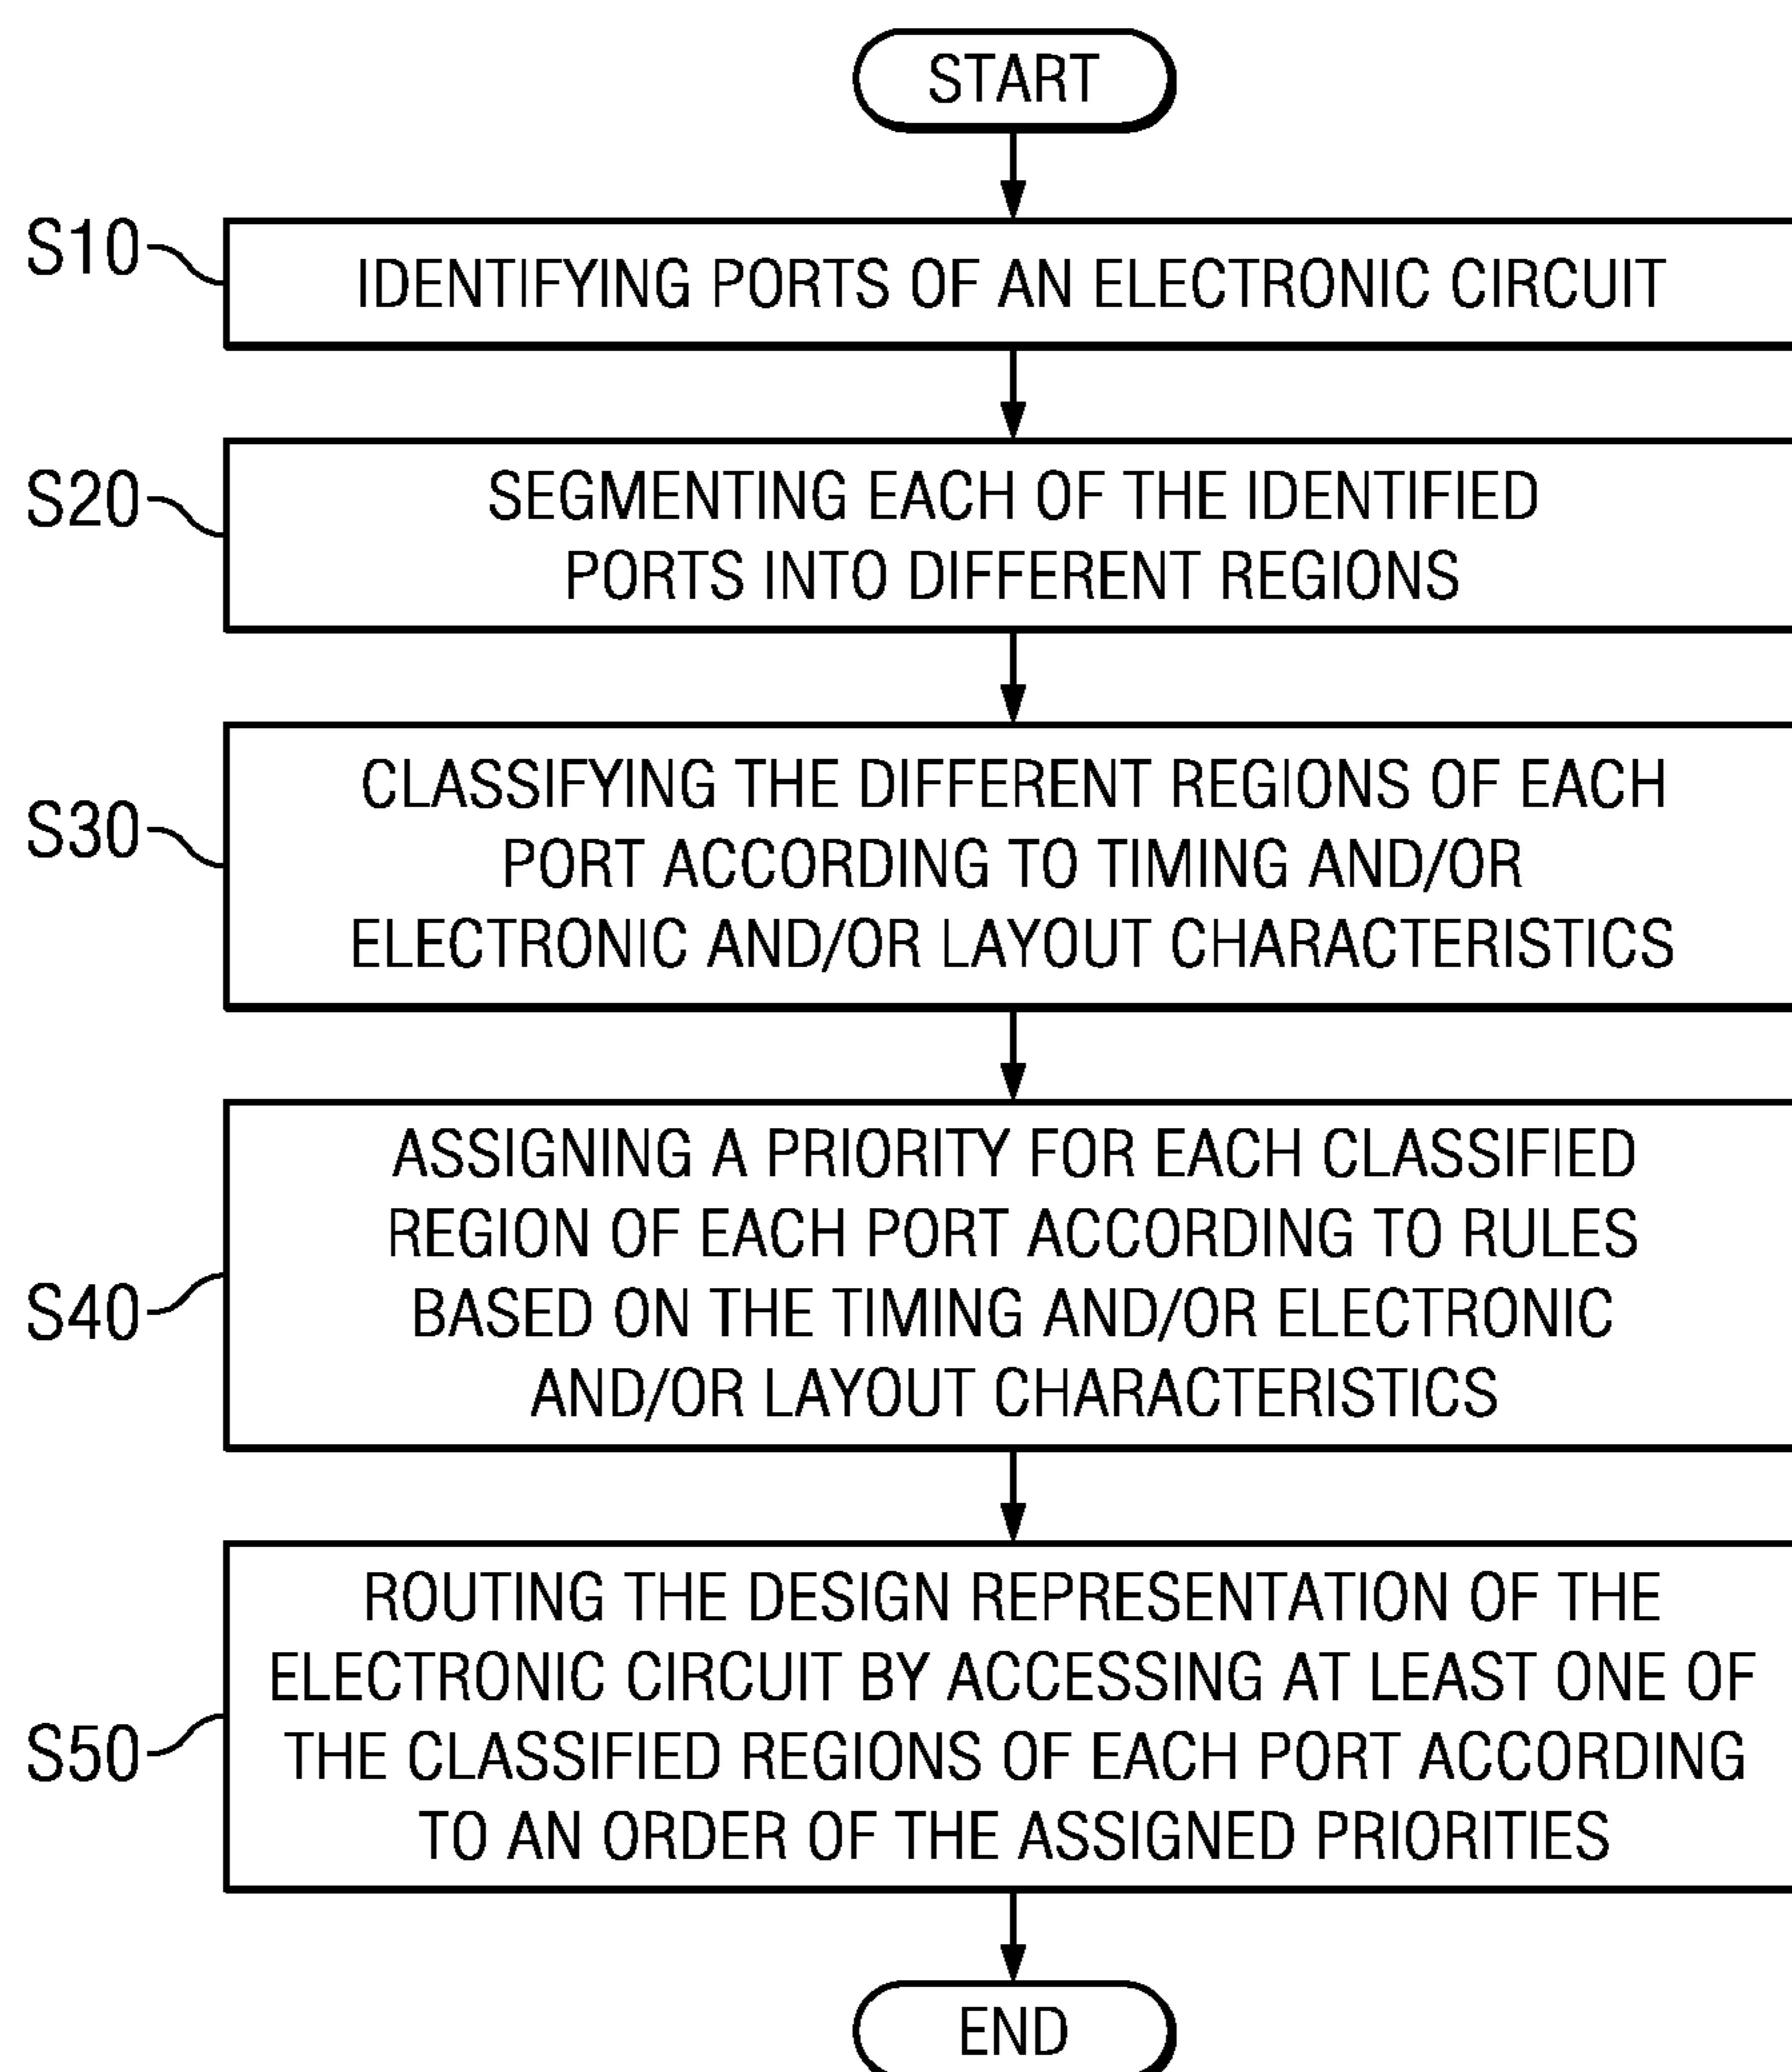 START
S10
IDENTIFYING PORTS OF AN ELECTRONIC CIRCUIT
S20
SEGMENTING EACH OF THE IDENTIFIED
PORTS INTO DIFFERENT REGIONS
S30
CLASSIFYING THE DIFFERENT REGIONS OF EACH
PORT ACCORDING TO TIMING AND/OR
ELECTRONIC AND/OR LAYOUT CHARACTERISTICS
S40
ASSIGNING A PRIORITY FOR EACH CLASSIFIED
REGION OF EACH PORT ACCORDING TO RULES
BASED ON THE TIMING AND/OR ELECTRONIC
AND/OR LAYOUT CHARACTERISTICS
S50
ROUTING THE DESIGN REPRESENTATION OF THE
ELECTRONIC CIRCUIT BY ACCESSING AT LEAST ONE OF
THE CLASSIFIED REGIONS OF EACH PORT ACCORDING
TO AN ORDER OF THE ASSIGNED PRIORITIES
END